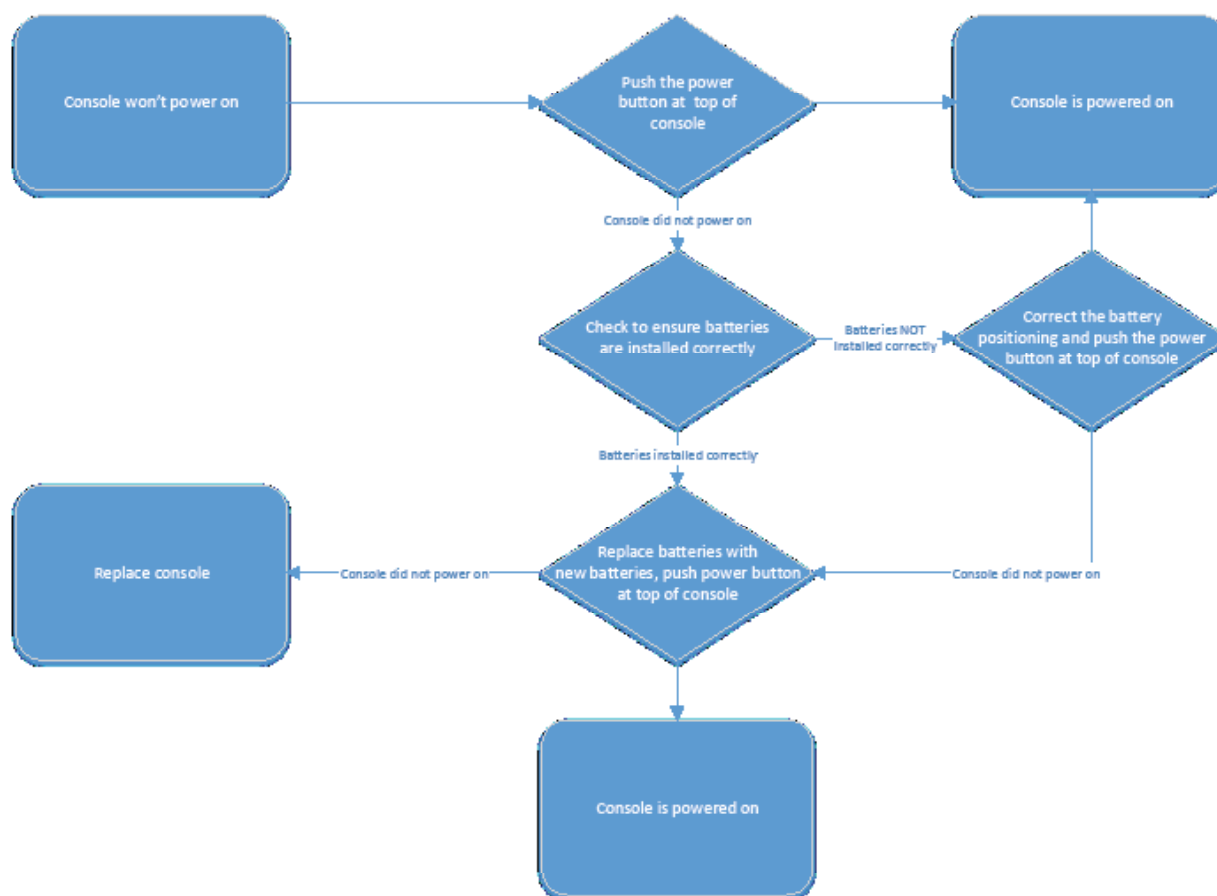 Console won't power on
Push the power
button at top of
console
Console is powered on
Console did not power on
Check to ensure batteries
are installed correctly
Batteries NOT
Installed correctly
Correct the battery
positioning and push the power
button at top of console
Batteries installed correctly
Replace console
Console did not power on
Replace batteries with
new batteries, push power button
at top of console
Console did not power on
Console is powered on